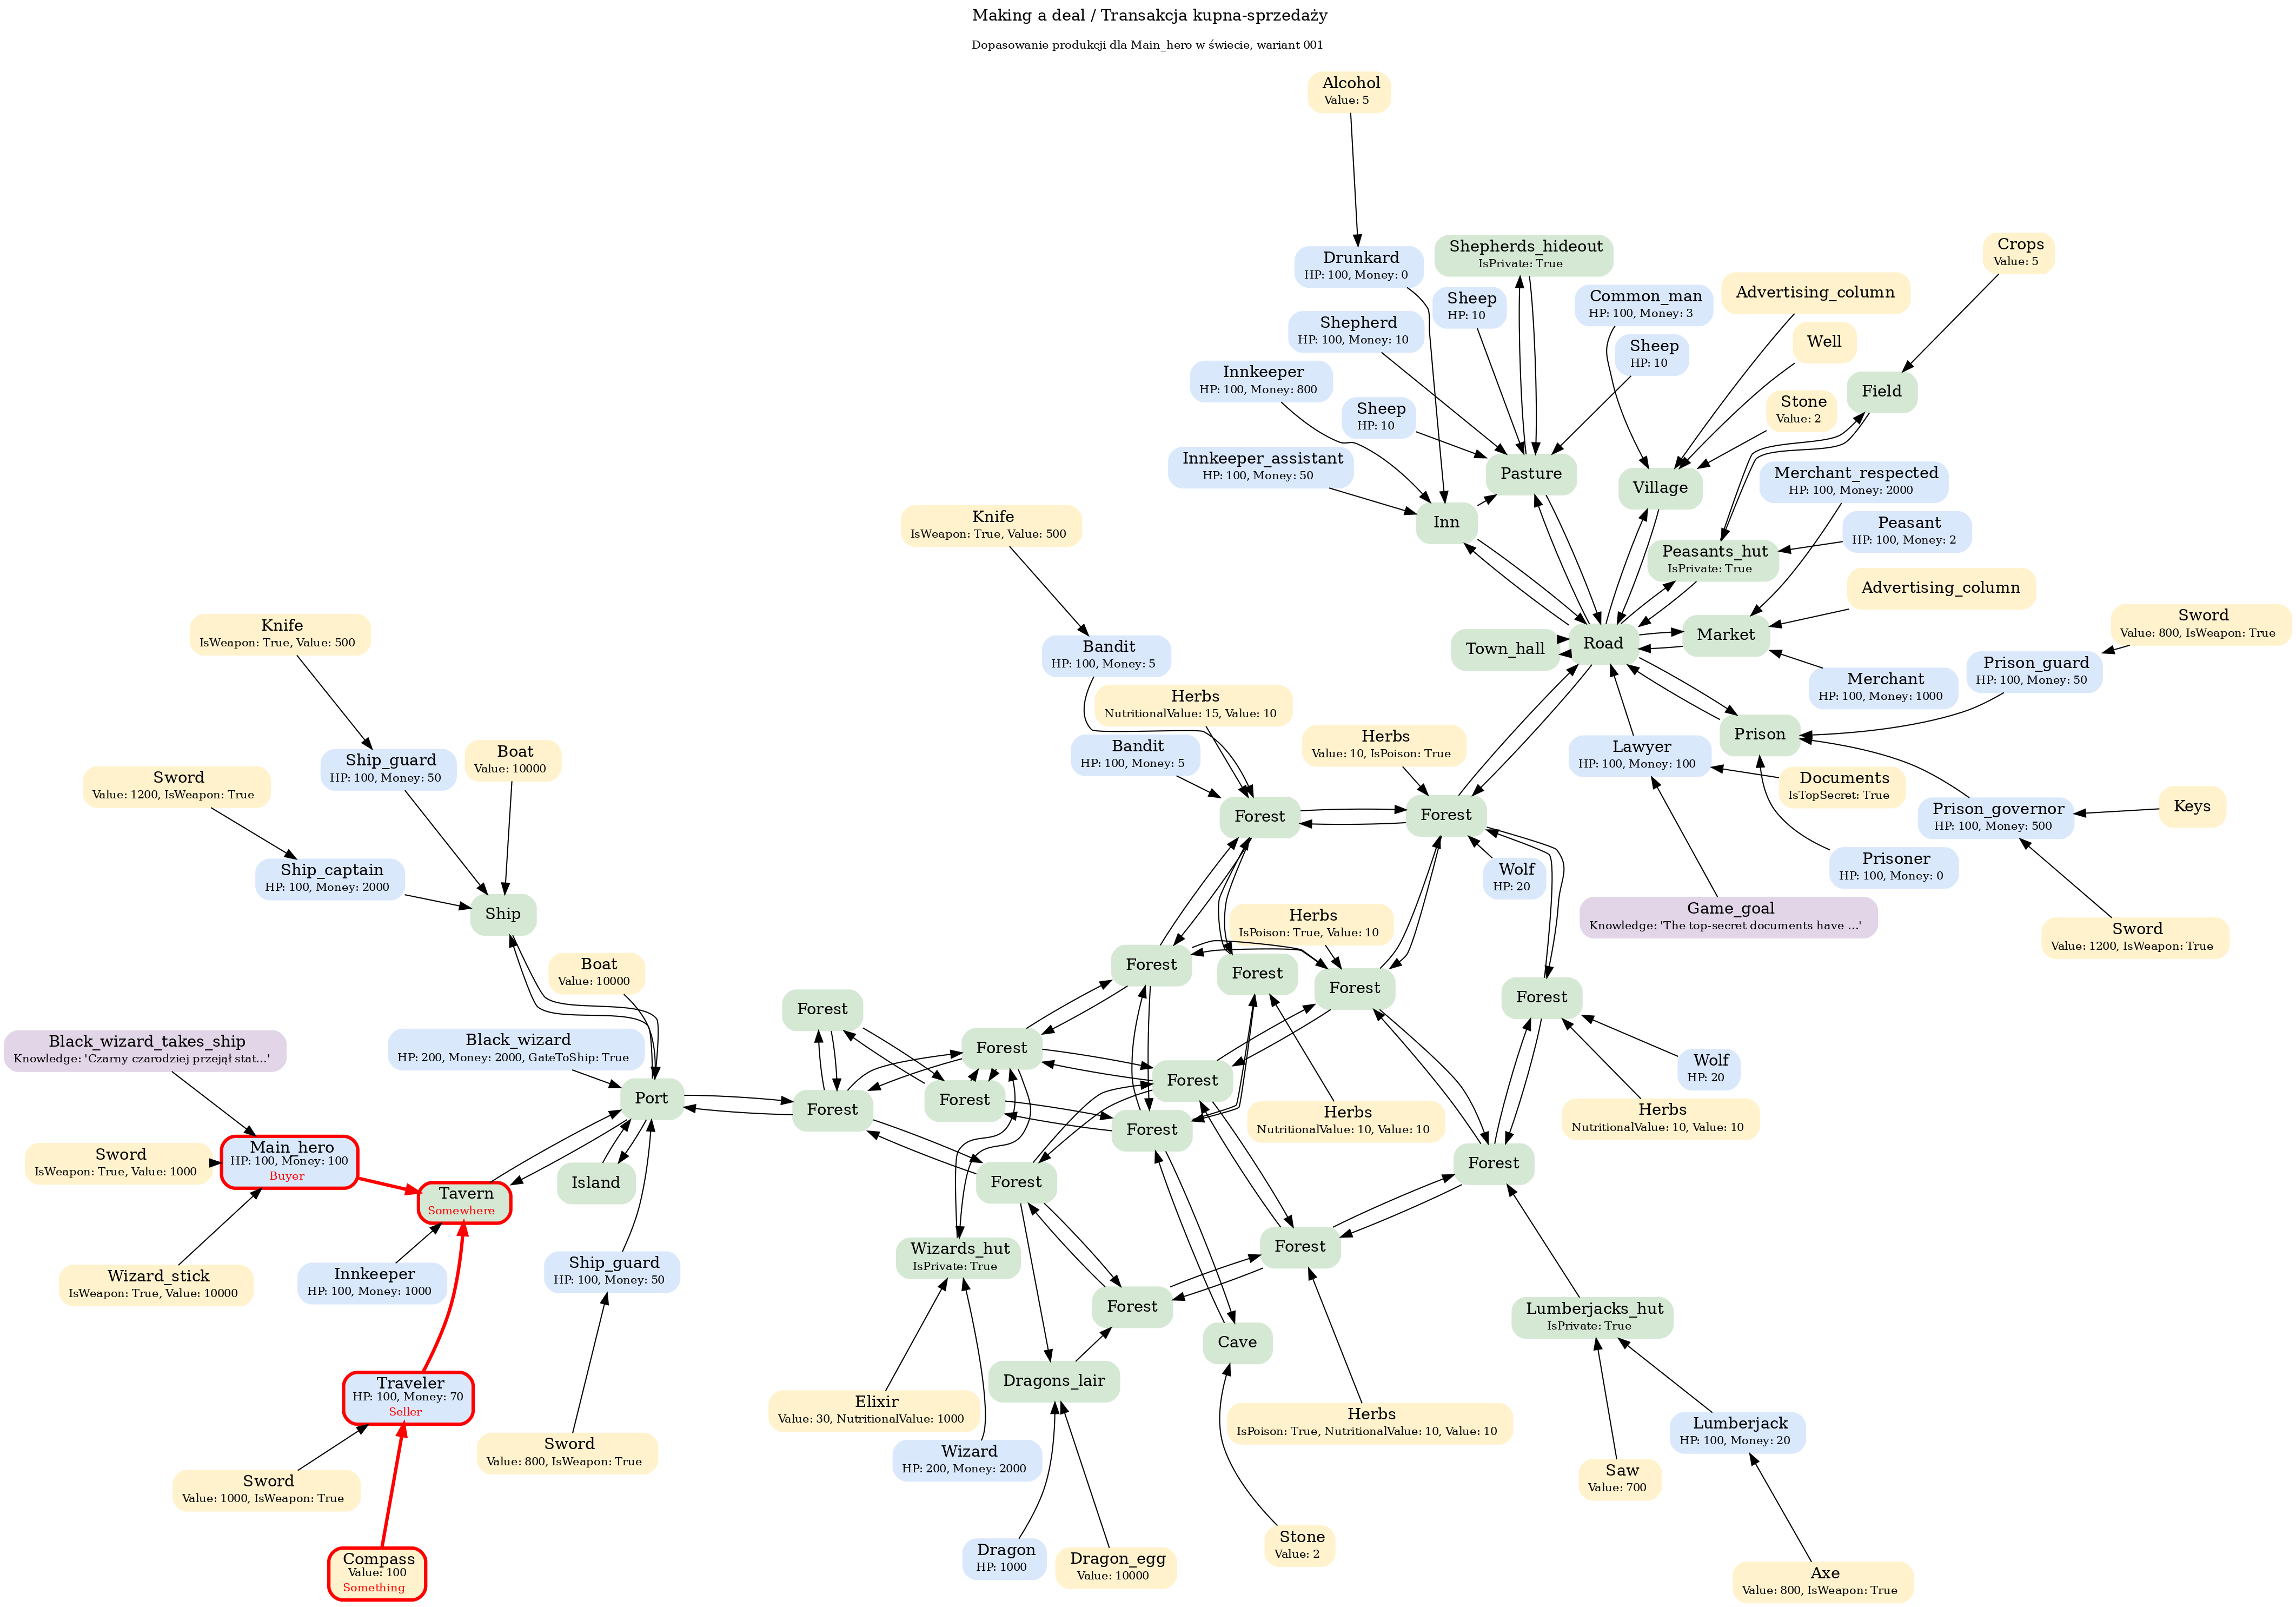 Making a deal / Transakcja kupna-sprzedaży
Dopasowanie produkcji dla Main_hero w świecie, wariant 001
Alcohol
Value: 5
Drunkard
HP: 100, Money: 0
Shepherds_hideout
IsPrivate: True
Crops
Value: 5
Sheep
HP: 10
Common_man
HP: 100, Money: 3
Advertising_column
Shepherd
HP: 100, Money: 10
Sheep
HP: 10
Well
Innkeeper
HP: 100, Money: 800
Field
Sheep
HP: 10
Stone
Value: 2
Innkeeper_assistant
HP: 100, Money: 50
Pasture
Village
Merchant_respected
HP: 100, Money: 2000
Knife
IsWeapon: True, Value: 500
Inn
Peasant
HP: 100, Money: 2
Peasants_hut
IsPrivate: True
Advertising_column
Knife
IsWeapon: True, Value: 500
Bandit
HP: 100, Money: 5
Town_hall
Road
Market
Sword
Value: 800, IsWeapon: True
Prison_guard
HP: 100, Money: 50
Merchant
HP: 100, Money: 1000
Herbs
NutritionalValue: 15, Value: 10
Herbs
Value: 10, IsPoison: True
Prison
Ship_guard
HP: 100, Money: 50
Boat
Value: 10000
Bandit
HP: 100, Money: 5
Lawyer
HP: 100, Money: 100
Sword
Value: 1200, IsWeapon: True
Documents
IsTopSecret: True
Forest
Forest
Prison_governor
HP: 100, Money: 500
Keys
Ship_captain
HP: 100, Money: 2000
Wolf
HP: 20
Prisoner
HP: 100, Money: 0
Ship
Herbs
IsPoison: True, Value: 10
Game_goal
Knowledge: 'The top-secret documents have ...'
Sword
Value: 1200, IsWeapon: True
Boat
Value: 10000
Forest
Forest
Forest
Forest
Forest
Black_wizard_takes_ship
Knowledge: 'Czarny czarodziej przejął stat...'
Black_wizard
HP: 200, Money: 2000, GateToShip: True
Forest
Wolf
HP: 20
Port
Forest
Forest
Forest
Forest
Herbs
NutritionalValue: 10, Value: 10
Herbs
NutritionalValue: 10, Value: 10
Sword
IsWeapon: True, Value: 1000
Main_hero
HP: 100, Money: 100
Buyer
Tavern
Somewhere
Island
Forest
Forest
Wizard_stick
IsWeapon: True, Value: 10000
Innkeeper
HP: 100, Money: 1000
Ship_guard
HP: 100, Money: 50
Wizards_hut
IsPrivate: True
Forest
Forest
Cave
Lumberjacks_hut
IsPrivate: True
Traveler
HP: 100, Money: 70
Seller
Dragons_lair
Elixir
Value: 30, NutritionalValue: 1000
Herbs
IsPoison: True, NutritionalValue: 10, Value: 10
Lumberjack
HP: 100, Money: 20
Sword
Value: 1000, IsWeapon: True
Sword
Value: 800, IsWeapon: True
Wizard
HP: 200, Money: 2000
Saw
Value: 700
Compass
Value: 100
Something
Dragon
HP: 1000
Dragon_egg
Value: 10000
Stone
Value: 2
Axe
Value: 800, IsWeapon: True